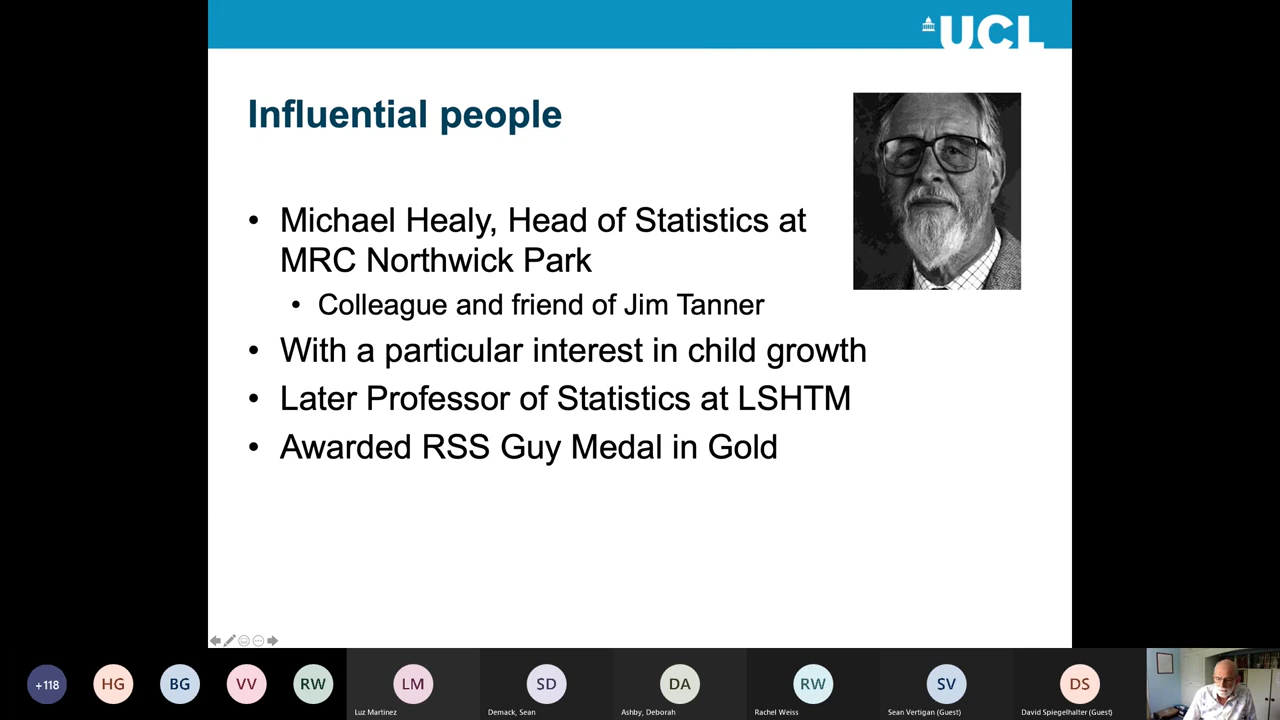 UCL
Influential people
• Michael Healy, Head of Statistics at
MRC Northwick Park
• Colleague and friend of Jim Tanner
• With a particular interest in child growth
• Later Professor of Statistics at LSHTM
• Awarded RSS Guy Medal in Gold
+118
HG
BG
VV
RW
LM
SD
DA
RW
SV
DS
Luz Martinez
Demack, Sean
Ashby, Deborah
Rachel Weiss
Sean Vertigan (Guest)
David Spiegelhalter (Guest)